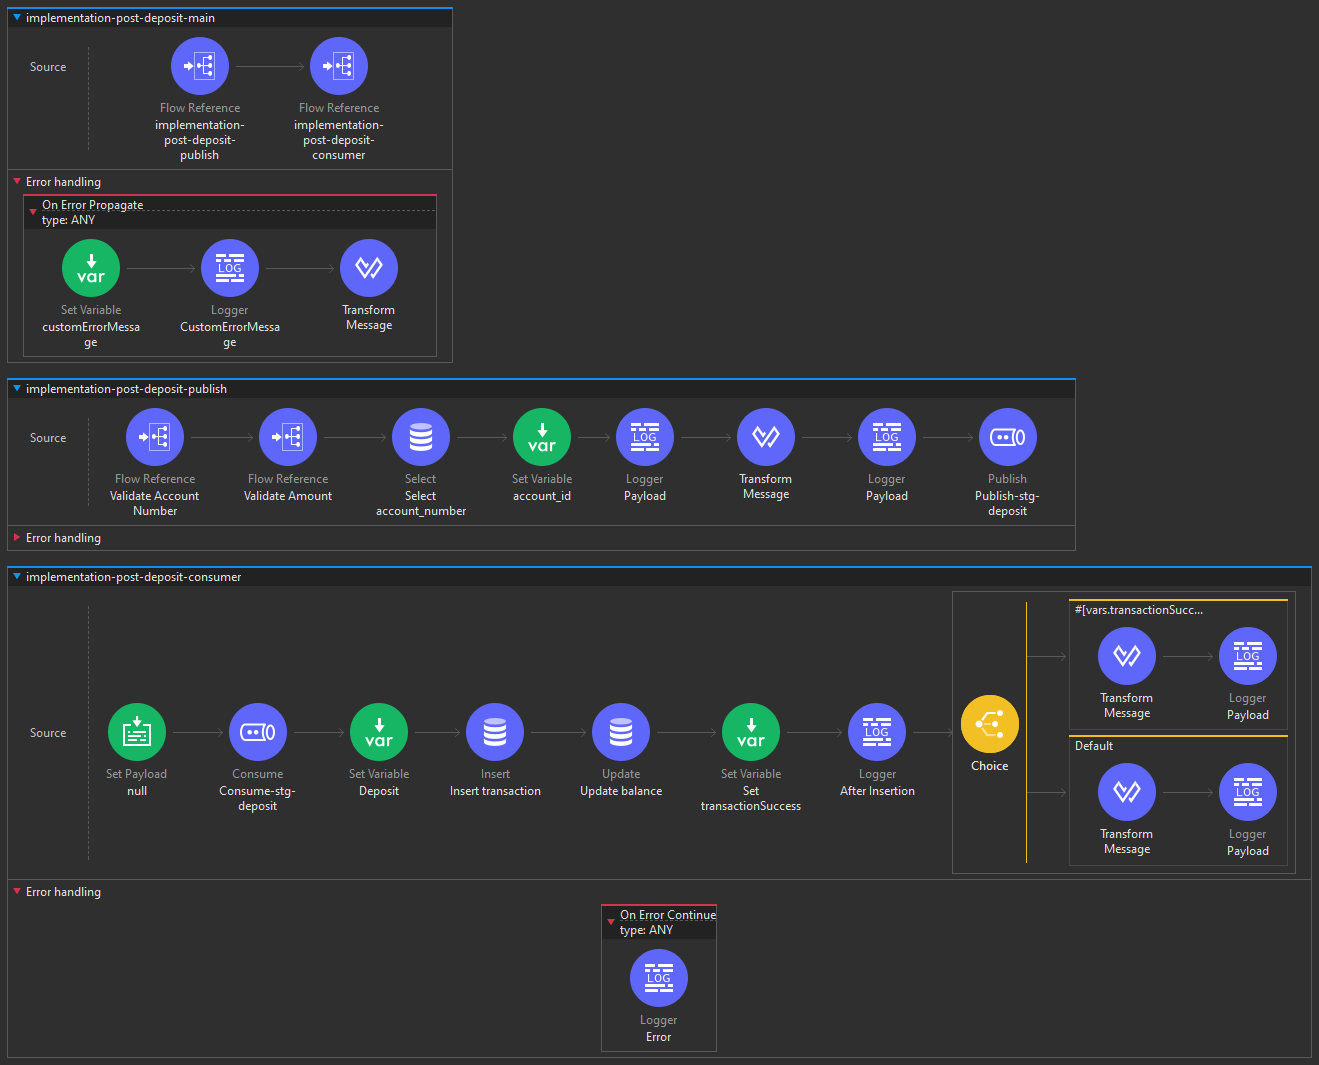 implementation-post-deposit-main
Source
Flow Reference
implementation-
post-deposit-
publish
Flow Reference
implementation-
post-deposit-
consumer
Error handling
On Error Propagate
type: ANY
var
Set Variable
customErrorMessa
ge
LOG
Logger
CustomErrorMessa
ge
Transform
Message
implementation-post-deposit-publish
Source
Flow Reference
Validate Account
Number
Flow Reference
Validate Amount
Select
Select
account_number
var
Set Variable
account_id
LOG
Logger
Payload
Transform
Message
LOG
Logger
Payload
Publish
Publish-stg-
deposit
Error handling
implementation-post-deposit-consumer
Source
Set Payload
null
Consume
Consume-stg-
deposit
var
Set Variable
Deposit
Insert
Insert transaction
Update
Update balance
var
Set Variable
Set
transactionSuccess
LOG
Logger
After Insertion
Choice
#[vars.transactionSucc...
Transform
Message
LOG
Logger
Payload
Default
Transform
Message
LOG
Logger
Payload
Error handling
On Error Continue
type: ANY
LOG
Logger
Error